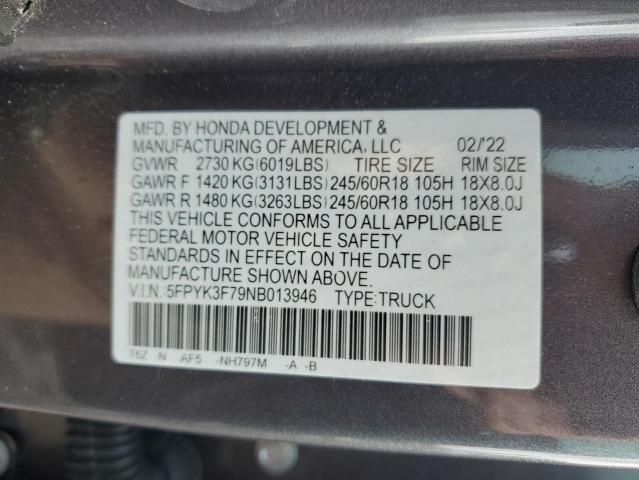 MFD. BY HONDA DEVELOPMENT &
MANUFACTURING OF AMERICA, LLC 02/'22
GVWR 2730 KG(6019LBS) TIRE SIZE RIM SIZE
GAWR F 1420 KG(3131LBS) 245/60R18 105H 18X8.0J
GAWR R 1480 KG(3263LBS) 245/60R18 105H 18X8.0J
THIS VEHICLE CONFORMS TO ALL APPLICABLE
FEDERAL MOTOR VEHICLE SAFETY
STANDARDS IN EFFECT ON THE DATE OF
MANUFACTURE SHOWN ABOVE.
V.I.N.:5FPYK3F79NB013946 TYPE:TRUCK
T6Z N AF5 -NH797M -A -B